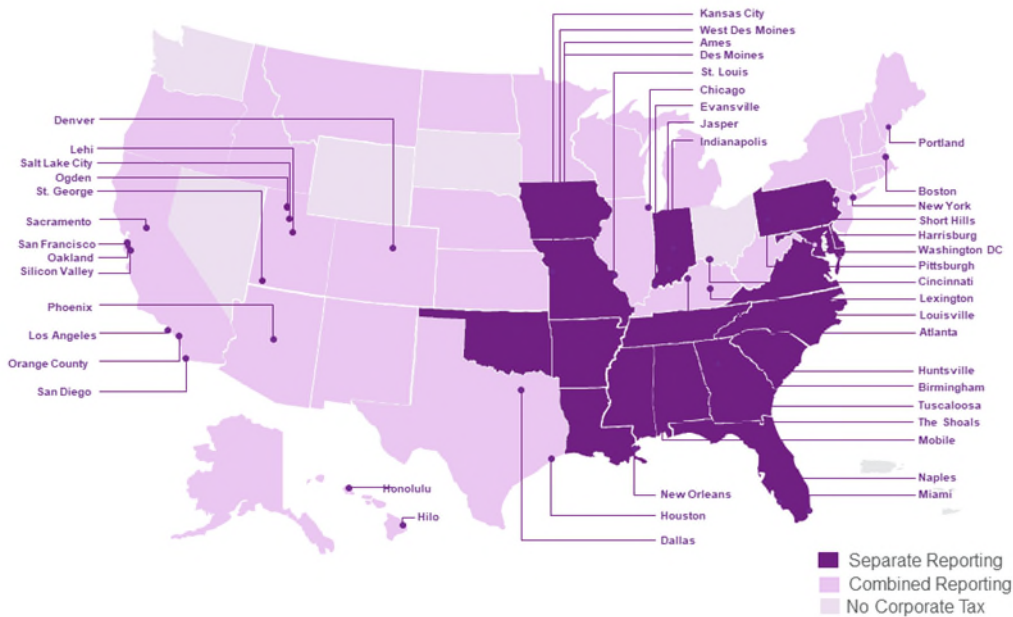 Kansas City
West Des Moines
Ames
Des Moines
St. Louis
Chicago
Evansville
Jasper
Indianapolis
Denver
Lehi
Salt Lake City
Ogden
St. George
Sacramento
San Francisco
Oakland
Silicon Valley
Phoenix
Los Angeles
Orange County
San Diego
Honolulu
Hilo
Portland
Boston
New York
Short Hills
Harrisburg
Washington DC
Pittsburgh
Cincinnati
Lexington
Louisville
Atlanta
Huntsville
Birmingham
Tuscaloosa
The Shoals
Mobile
Naples
Miami
New Orleans
Houston
Dallas
Separate Reporting
Combined Reporting
No Corporate Tax